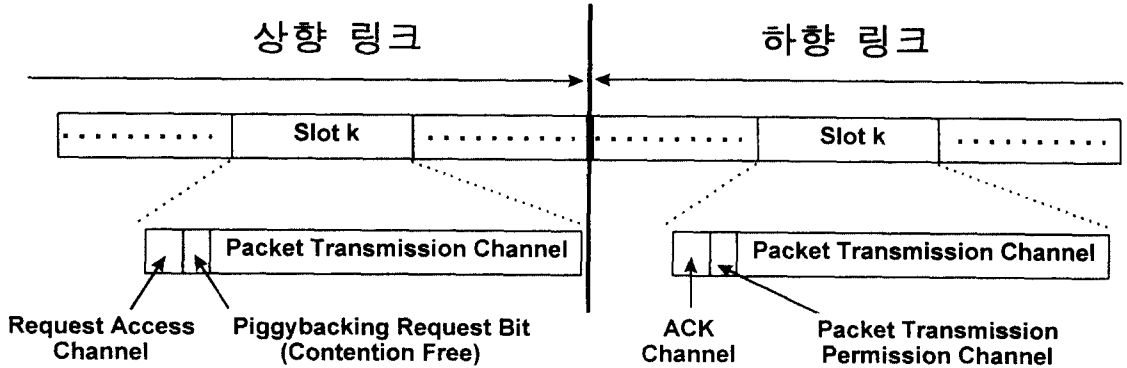 상향 링크
하향 링크
Slot k
Slot k
Packet Transmission Channel
Packet Transmission Channel
Request Access
Channel
Piggybacking Request Bit
(Contention Free)
ACK
Channel
Packet Transmission
Permission Channel